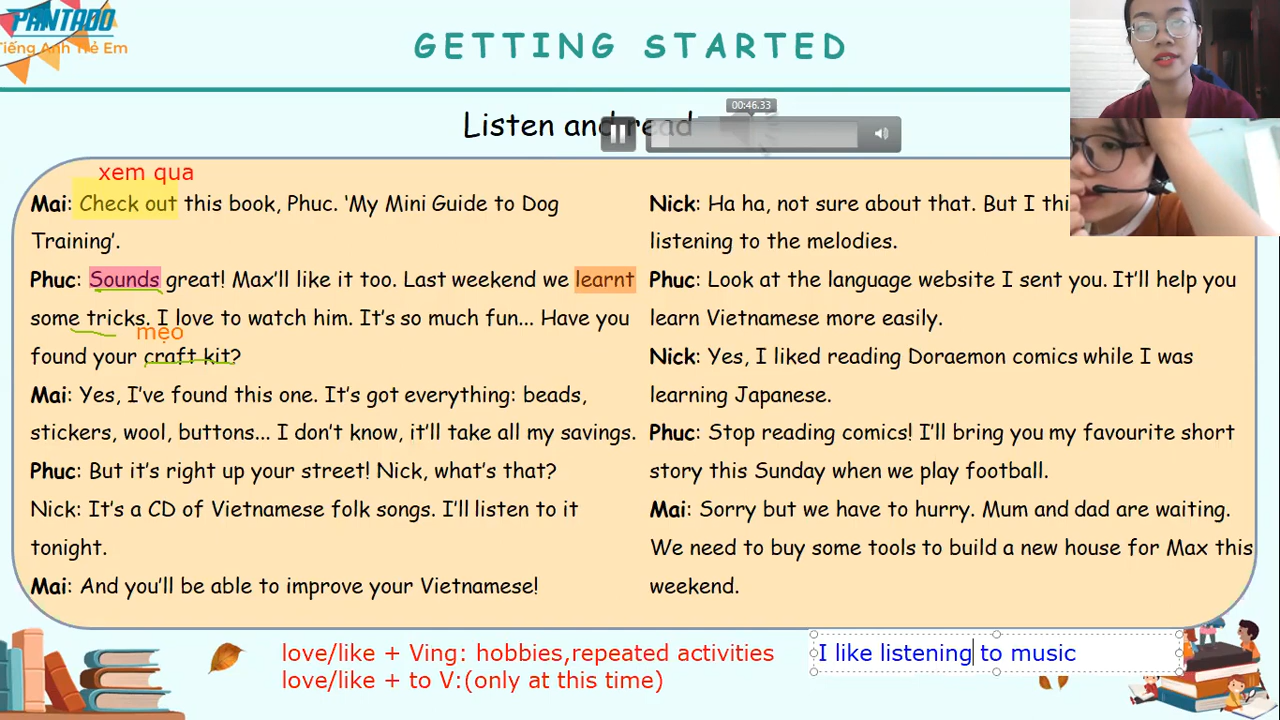 PANTADO
Tiếng Anh Trẻ Em
GETTING STARTED
Listen and read
00:46.33
xem qua
Mai: Check out this book, Phuc. 'My Mini Guide to Dog
Training'.
Phuc: Sounds great! Max'll like it too. Last weekend we learnt
some tricks. I love to watch him. It's so much fun... Have you
mẹo
found your craft kit?
Mai: Yes, I've found this one. It's got everything: beads,
stickers, wool, buttons... I don't know, it'll take all my savings.
Phuc: But it's right up your street! Nick, what's that?
Nick: It's a CD of Vietnamese folk songs. I'll listen to it
tonight.
Mai: And you'll be able to improve your Vietnamese!
Nick: Ha ha, not sure about that. But I
listening to the melodies.
Phuc: Look at the language website I sent you. It'll help you
learn Vietnamese more easily.
Nick: Yes, I liked reading Doraemon comics while I was
learning Japanese.
Phuc: Stop reading comics! I'll bring you my favourite short
story this Sunday when we play football.
Mai: Sorry but we have to hurry. Mum and dad are waiting.
We need to buy some tools to build a new house for Max this
weekend.
love/like + Ving: hobbies,repeated activities
love/like + to V:(only at this time)
I like listening to music